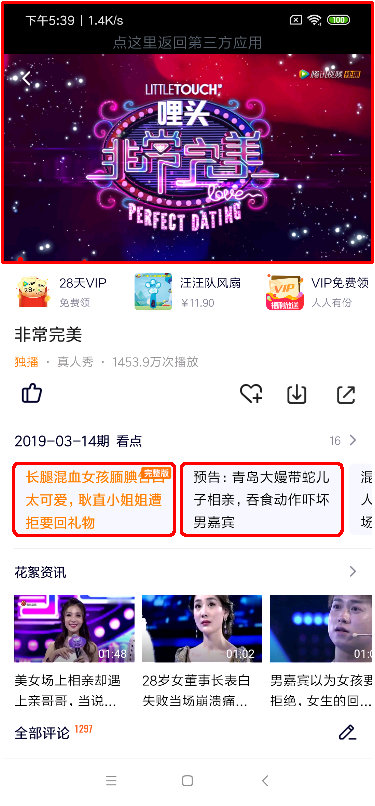 下午5:39 | 1.4K/s
100
点这里返回第三方应用
腾讯视频 独播
LITTLETOUCH
哩头
非常完美
love
PERFECT DATING
28天VIP
免费领
汪汪队风扇
¥11.90
VIP
VIP免费领
人人有份
非常完美
独播 · 真人秀 · 1453.9万次播放
2019-03-14期 看点
16
长腿混血女孩腼腆告白
完整版
太可爱，耿直小姐姐遭
拒要回礼物
预告：青岛大嫚带蛇儿
子相亲，吞食动作吓坏
男嘉宾
花絮资讯
01:48
01:02
00:36
美女场上相亲却遇
上亲哥哥，当说...
28岁女董事长表白
失败当场崩溃痛...
男嘉宾以为女孩要
拒绝，女生的回...
全部评论 1297